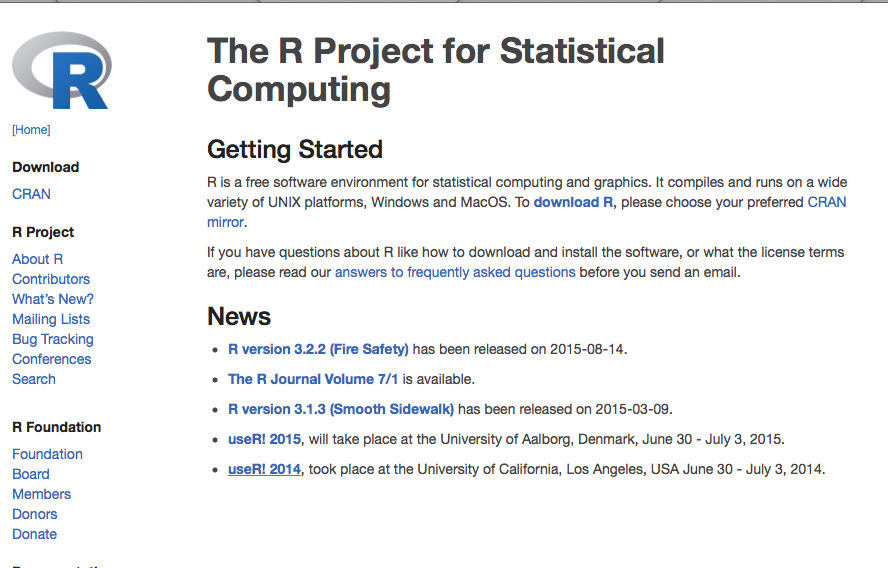 R
[Home]
Download
CRAN
R Project
About R
Contributors
What's New?
Mailing Lists
Bug Tracking
Conferences
Search
R Foundation
Foundation
Board
Members
Donors
Donate
The R Project for Statistical
Computing
Getting Started
R is a free software environment for statistical computing and graphics. It compiles and runs on a wide
variety of UNIX platforms, Windows and MacOS. To download R, please choose your preferred CRAN
mirror.
If you have questions about R like how to download and install the software, or what the license terms
are, please read our answers to frequently asked questions before you send an email.
News
• R version 3.2.2 (Fire Safety) has been released on 2015-08-14.
• The R Journal Volume 7/1 is available.
• R version 3.1.3 (Smooth Sidewalk) has been released on 2015-03-09.
• useR! 2015, will take place at the University of Aalborg, Denmark, June 30 - July 3, 2015.
• useR! 2014, took place at the University of California, Los Angeles, USA June 30 - July 3, 2014.